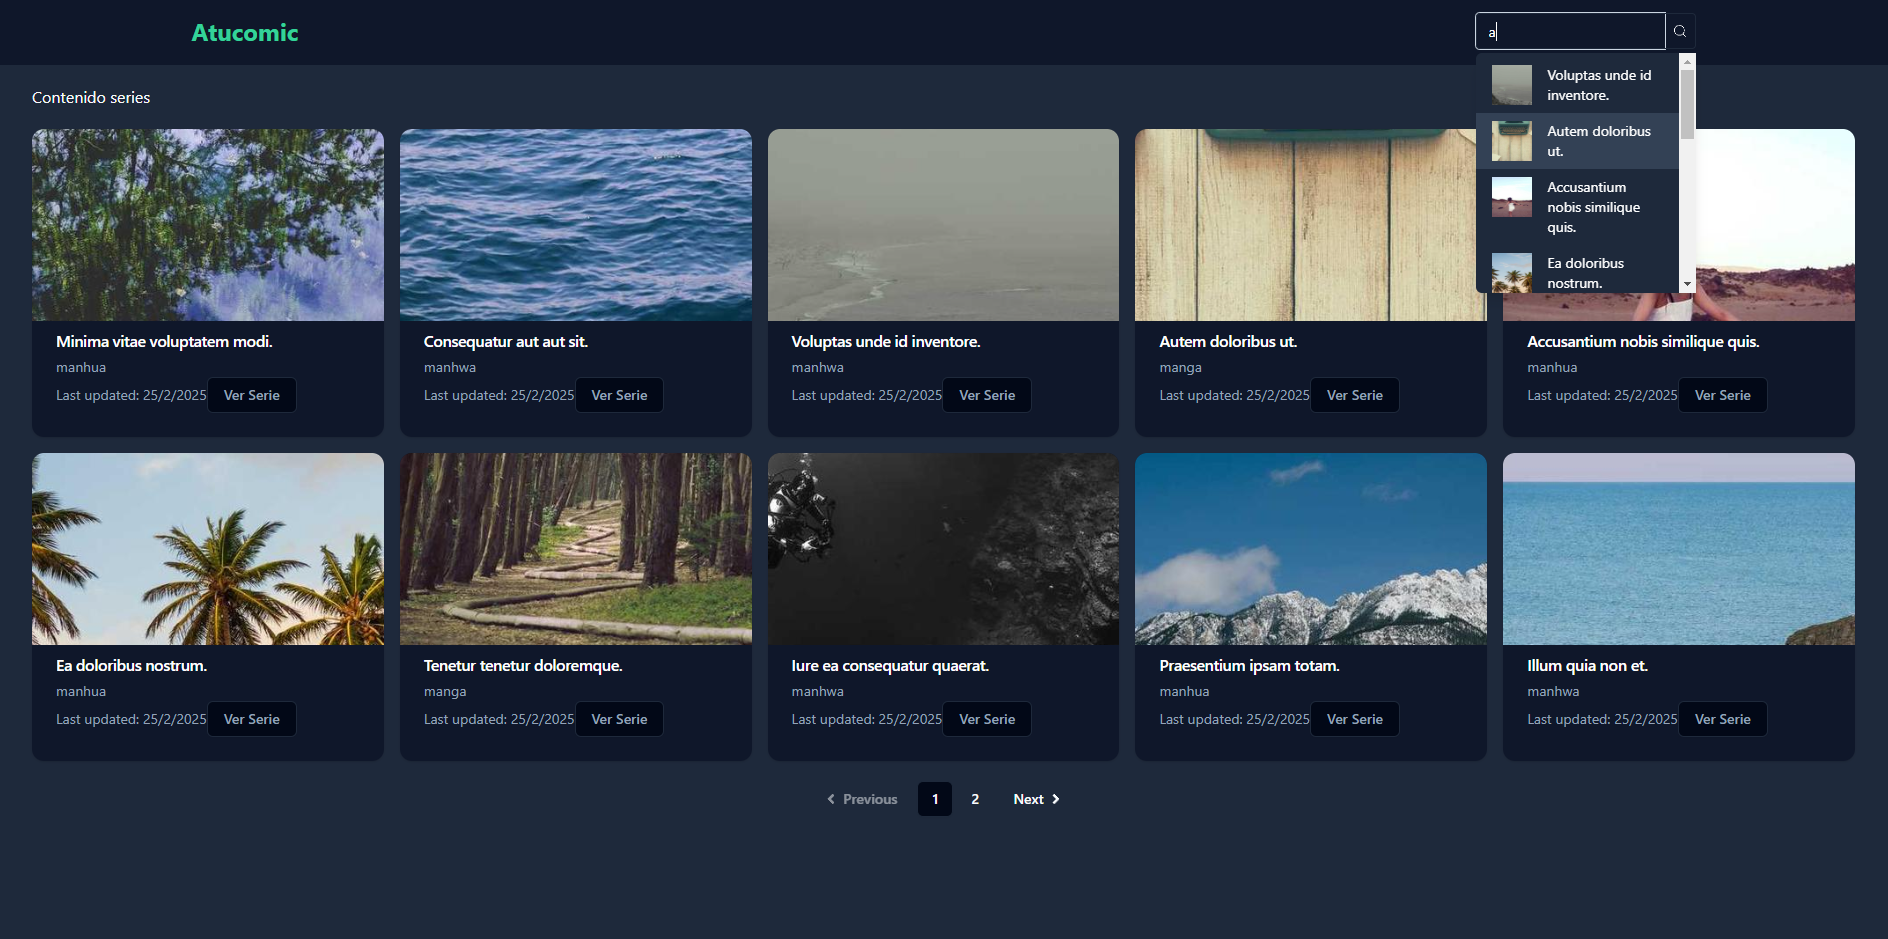 Atucomic
a
Voluptas unde id
inventore.
Autem doloribus
ut.
Accusantium
nobis similique
quis.
Ea doloribus
nostrum.
Contenido series
Minima vitae voluptatem modi.
manhua
Last updated: 25/2/2025 Ver Serie
Consequatur aut aut sit.
manhwa
Last updated: 25/2/2025 Ver Serie
Voluptas unde id inventore.
manhwa
Last updated: 25/2/2025 Ver Serie
Autem doloribus ut.
manga
Last updated: 25/2/2025 Ver Serie
Accusantium nobis similique quis.
manhua
Last updated: 25/2/2025 Ver Serie
Ea doloribus nostrum.
manhua
Last updated: 25/2/2025 Ver Serie
Tenetur tenetur doloremque.
manga
Last updated: 25/2/2025 Ver Serie
Iure ea consequatur quaerat.
manhwa
Last updated: 25/2/2025 Ver Serie
Praesentium ipsam totam.
manhua
Last updated: 25/2/2025 Ver Serie
Illum quia non et.
manhwa
Last updated: 25/2/2025 Ver Serie
Previous 1 2 Next